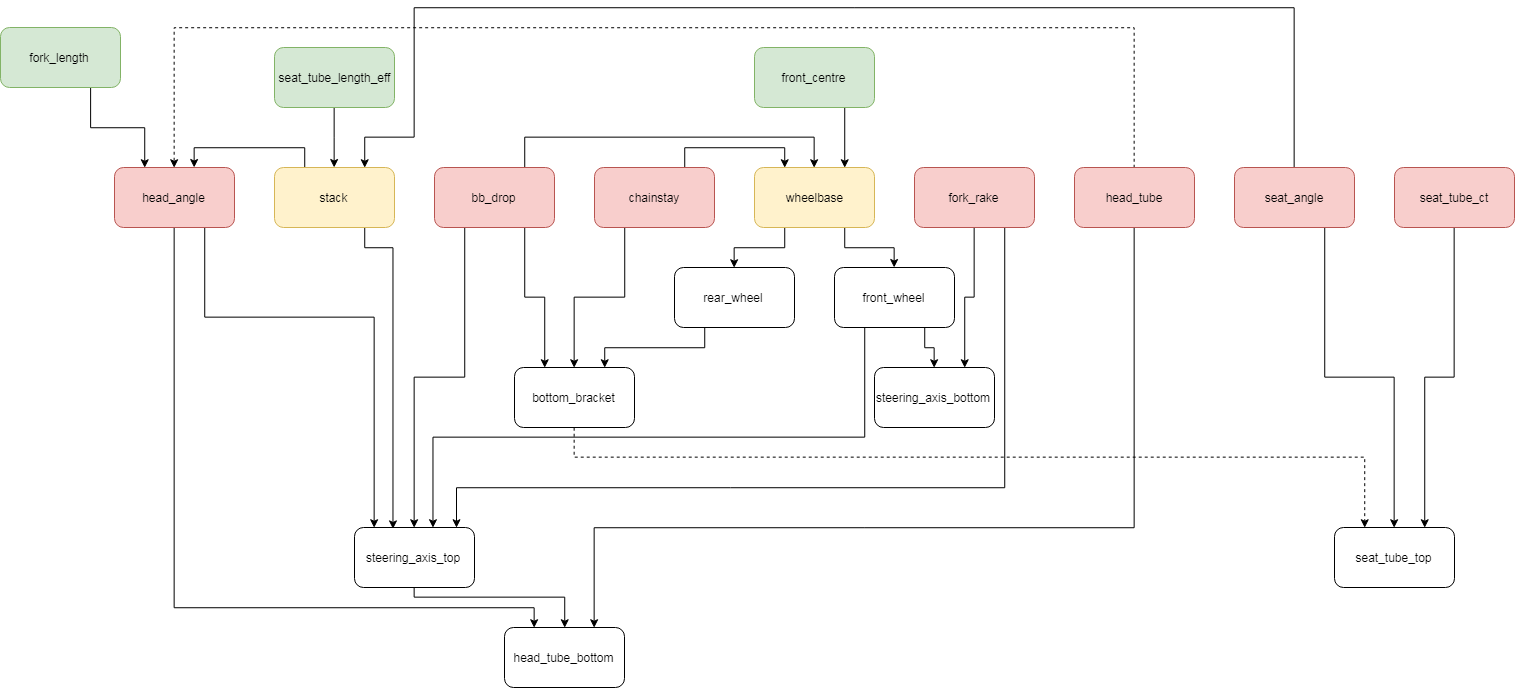 fork_length
seat_tube_length_eff
front_centre
head_angle
stack
bb_drop
chainstay
wheelbase
fork_rake
head_tube
seat_angle
seat_tube_ct
rear_wheel
front_wheel
bottom_bracket
steering_axis_bottom
steering_axis_top
seat_tube_top
head_tube_bottom